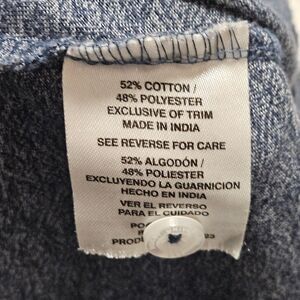 52% COTTON /
48% POLYESTER
EXCLUSIVE OF TRIM
MADE IN INDIA
SEE REVERSE FOR CARE
52% ALGODÓN /
48% POLIESTER
EXCLUYENDO LA GUARNICION
HECHO EN INDIA
VER EL REVERSO
PARA EL CUIDADO